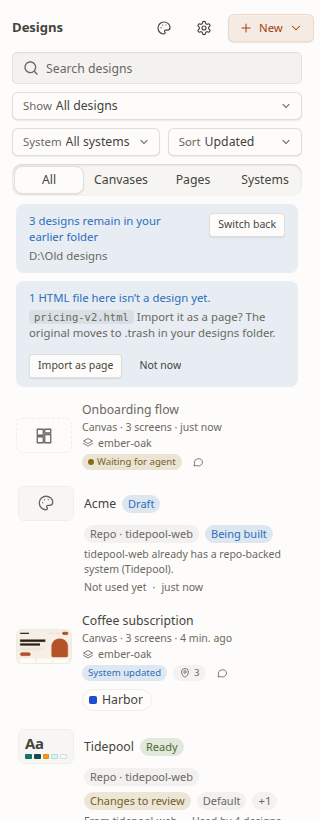 Designs
New
Search designs
Show All designs
System All systems
Sort Updated
All Canvases Pages Systems
3 designs remain in your
earlier folder
Switch back
D:\Old designs
1 HTML file here isn't a design yet.
pricing-v2.html Import it as a page? The
original moves to .trash in your designs folder.
Import as page Not now
Onboarding flow
Canvas · 3 screens · just now
ember-oak
Waiting for agent
Acme Draft
Repo · tidepool-web Being built
tidepool-web already has a repo-backed
system (Tidepool).
Not used yet · just now
Coffee subscription
Canvas · 3 screens · 4 min. ago
ember-oak
System updated 3
Harbor
Aa
Tidepool Ready
Repo · tidepool-web
Changes to review Default +1